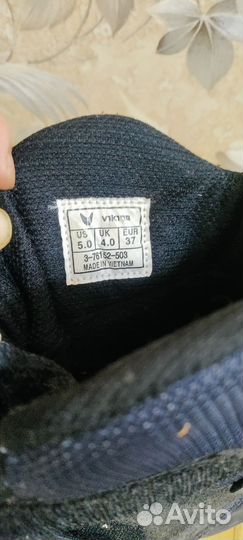 VIKING
US UK EUR
5.0 4.0 37
3-76152-503
MADE IN VIETNAM
Avito